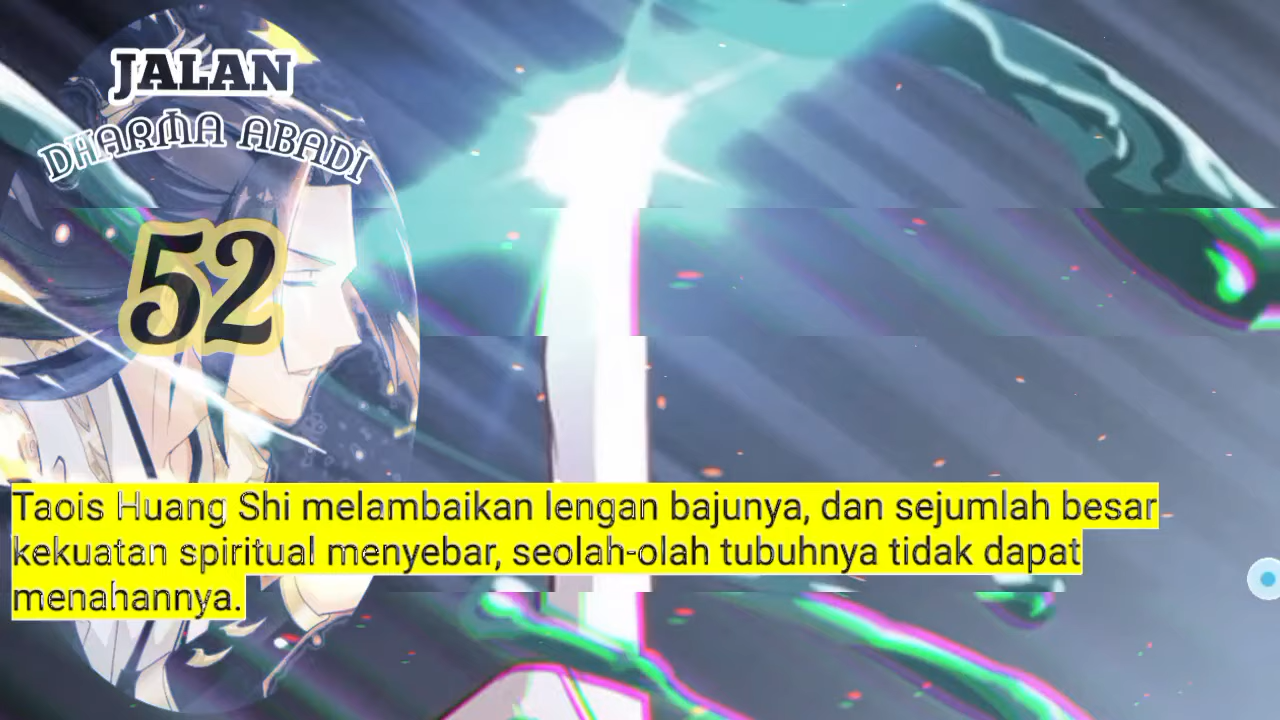 JALAN
DHARMA ABADI
52
Taois Huang Shi melambaikan lengan bajunya, dan sejumlah besar
kekuatan spiritual menyebar, seolah-olah tubuhnya tidak dapat
menahannya.